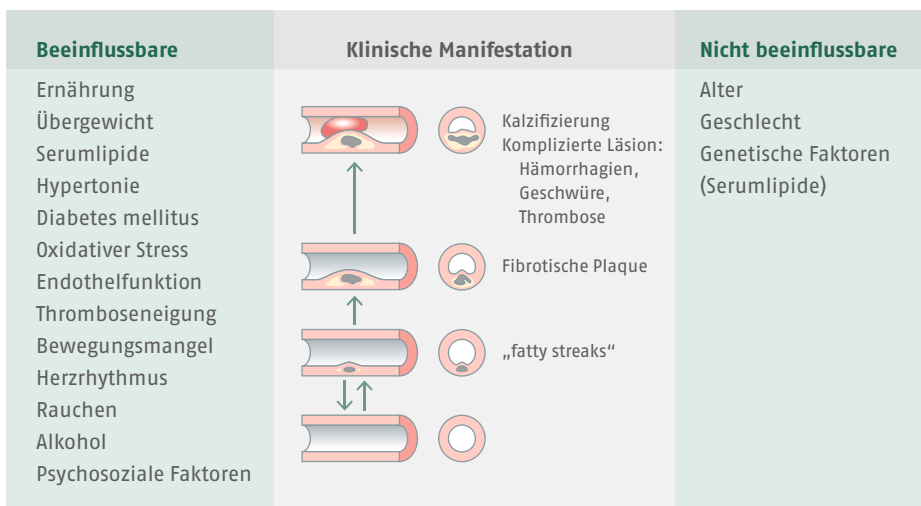 Beeinflussbare
Ernährung
Übergewicht
Serumlipide
Hypertonie
Diabetes mellitus
Oxidativer Stress
Endothelfunktion
Thromboseneigung
Bewegungsmangel
Herzrhythmus
Rauchen
Alkohol
Psychosoziale Faktoren
Klinische Manifestation
Kalzifizierung
Komplizierte Läsion:
Hämorrhagien,
Geschwüre,
Thrombose
Fibrotische Plaque
„fatty streaks“
Nicht beeinflussbare
Alter
Geschlecht
Genetische Faktoren
(Serumlipide)